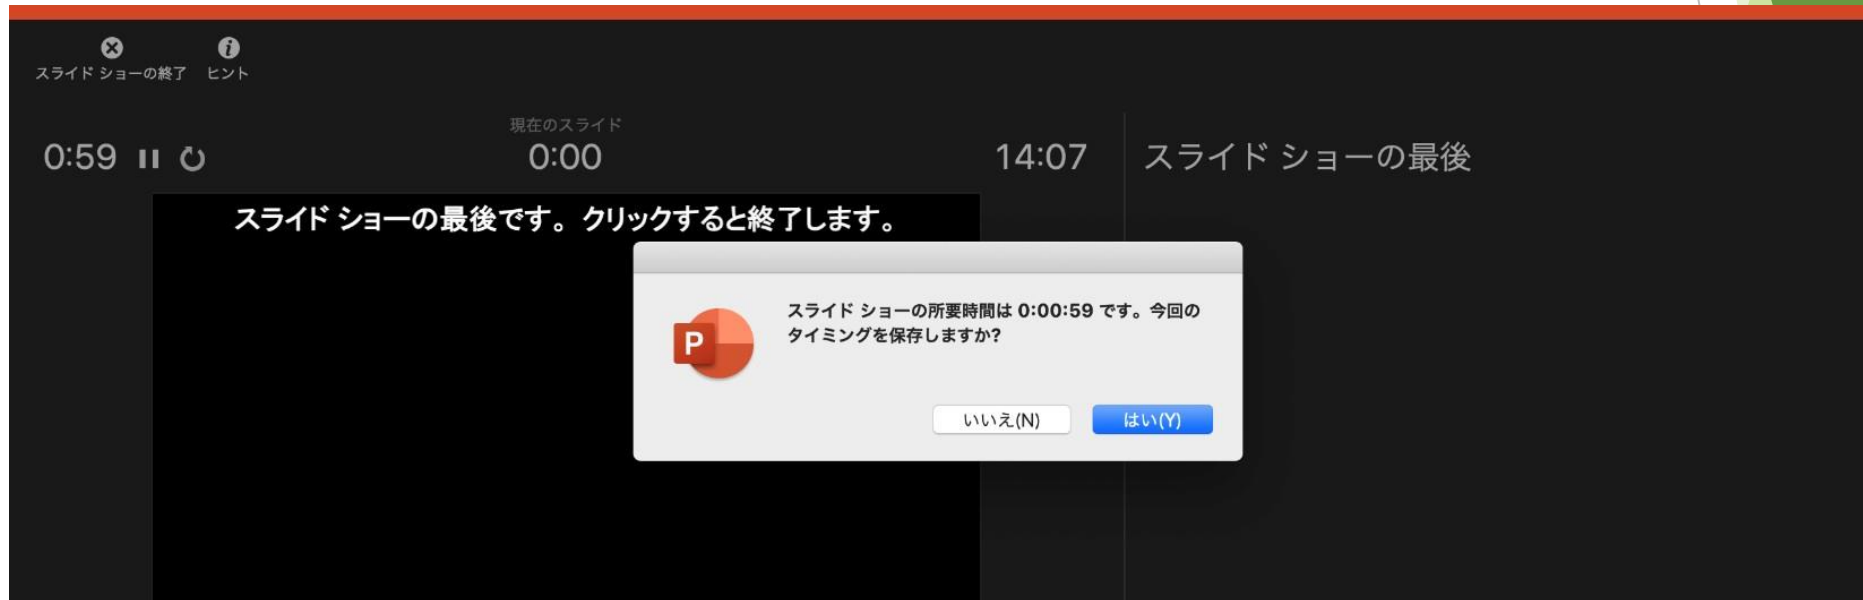 スライド ショーの終了 ヒント
現在のスライド
0:59 0:00 14:07 スライド ショーの最後
スライド ショーの最後です。クリックすると終了します。
スライド ショーの所要時間は 0:00:59 です。今回の
タイミングを保存しますか?
P
いいえ(N) はい(Y)